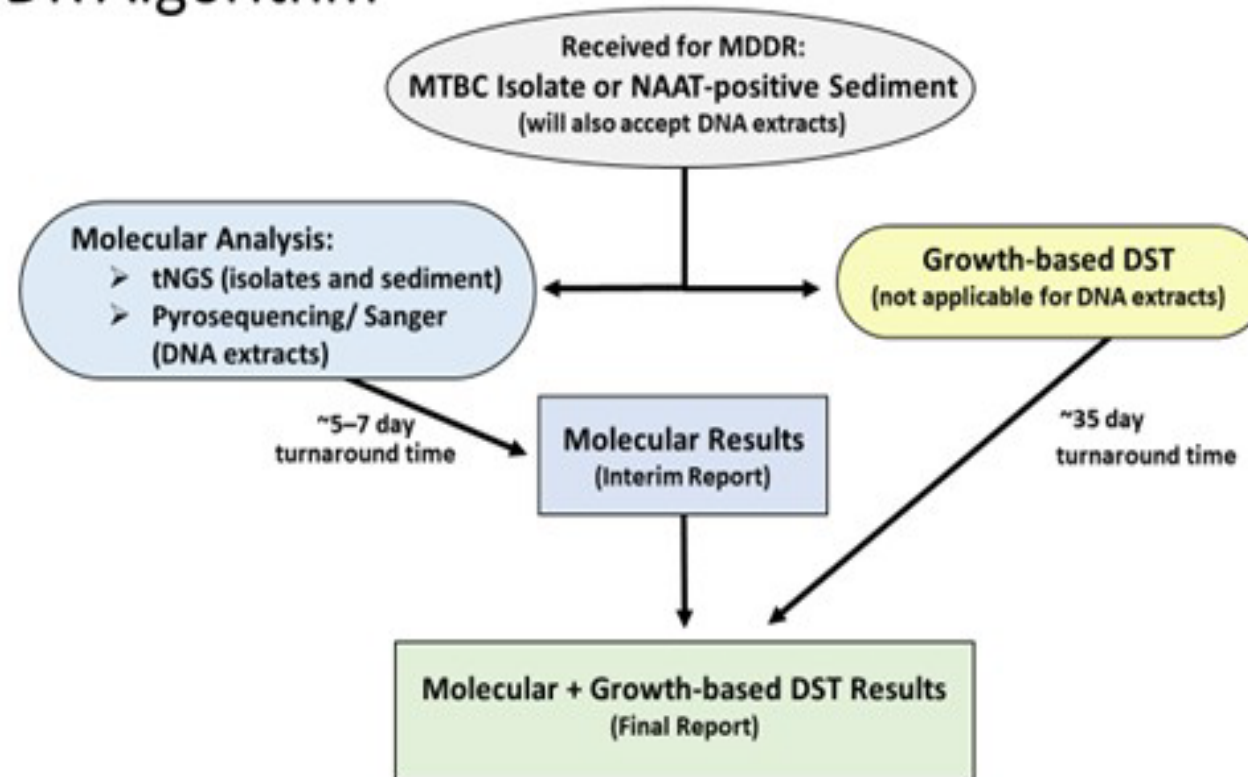 Algorithm
Received for MDDR:
MTBC Isolate or NAAT-positive Sediment
(will also accept DNA extracts)
Molecular Analysis:
➢ tNGS (isolates and sediment)
➢ Pyrosequencing/ Sanger
(DNA extracts)
Growth-based DST
(not applicable for DNA extracts)
~5–7 day
turnaround time
Molecular Results
(Interim Report)
~35 day
turnaround time
Molecular + Growth-based DST Results
(Final Report)